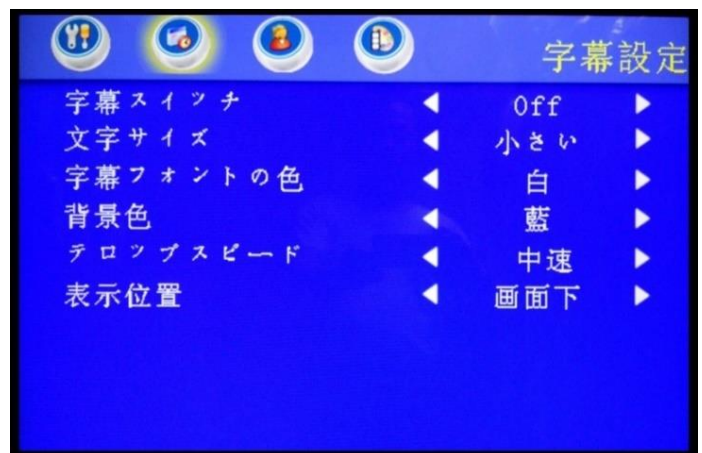 字幕設定
字幕スイッチ Off
文字サイズ 小さい
字幕フォントの色 白
背景色 藍
テロップスピード 中速
表示位置 画面下